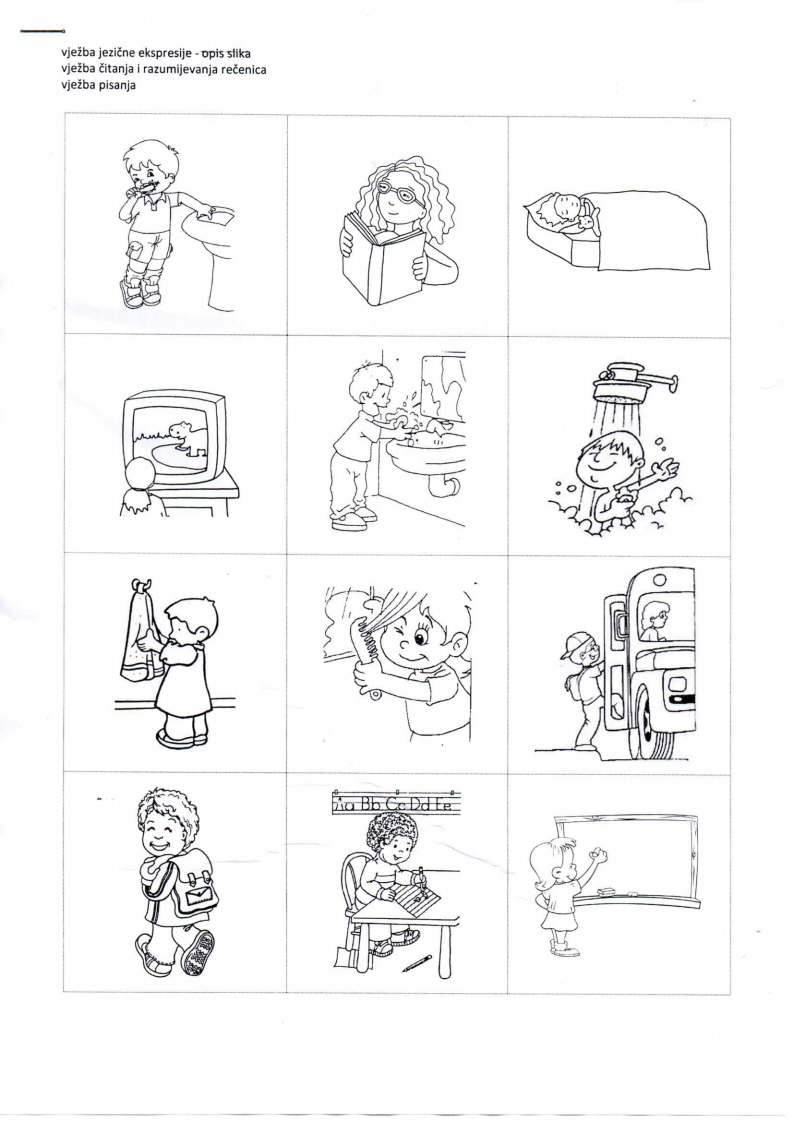 vježba jezične ekspresije - opis slika
vježba čitanja i razumijevanja rečenica
vježba pisanja
Aa Bb Cc Dd Ee